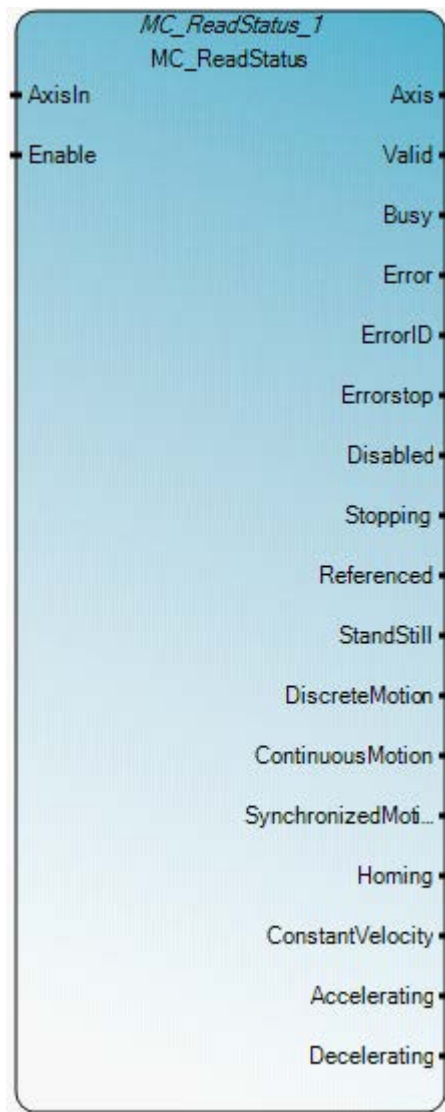 MC_ReadStatus_1
MC_ReadStatus
AxisIn Axis
Enable Valid
Busy
Error
ErrorID
Errorstop
Disabled
Stopping
Referenced
StandStill
DiscreteMotion
ContinuousMotion
SynchronizedMoti...
Homing
ConstantVelocity
Accelerating
Decelerating